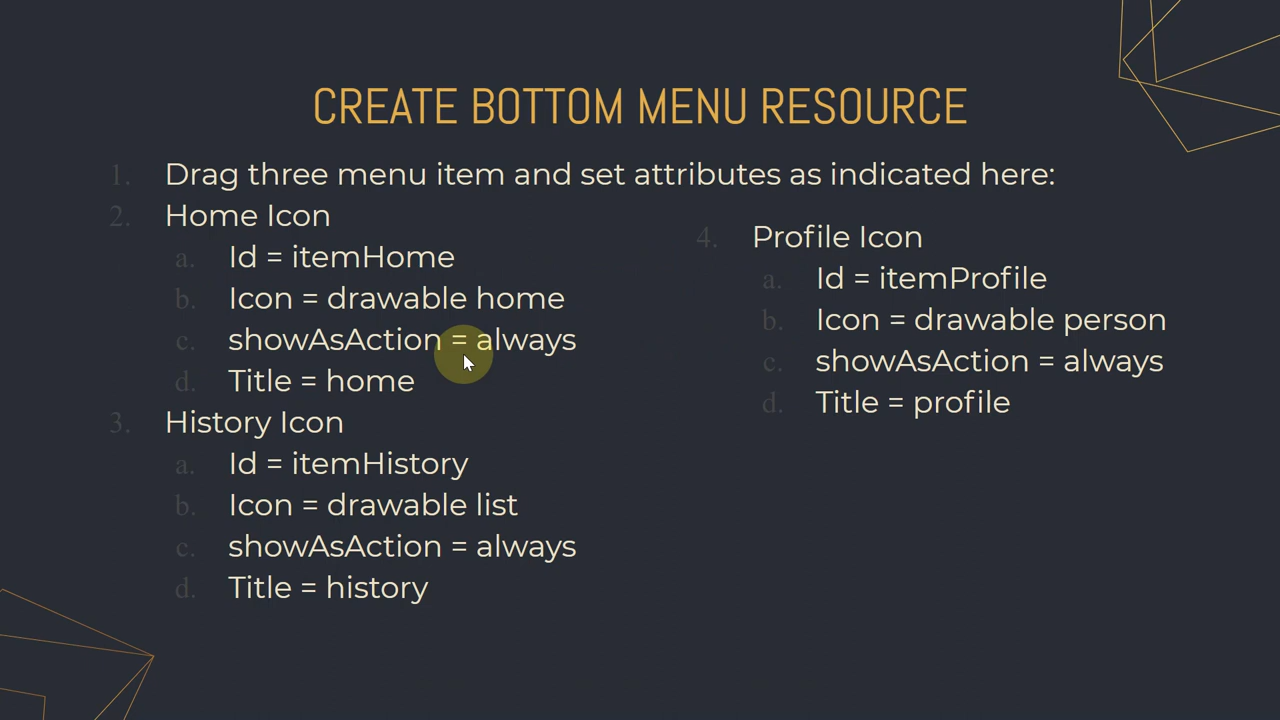 CREATE BOTTOM MENU RESOURCE
1. Drag three menu item and set attributes as indicated here:
2. Home Icon
a. Id = itemHome
b. Icon = drawable home
c. showAsAction = always
d. Title = home
3. History Icon
a. Id = itemHistory
b. Icon = drawable list
c. showAsAction = always
d. Title = history
4. Profile Icon
a. Id = itemProfile
b. Icon = drawable person
c. showAsAction = always
d. Title = profile